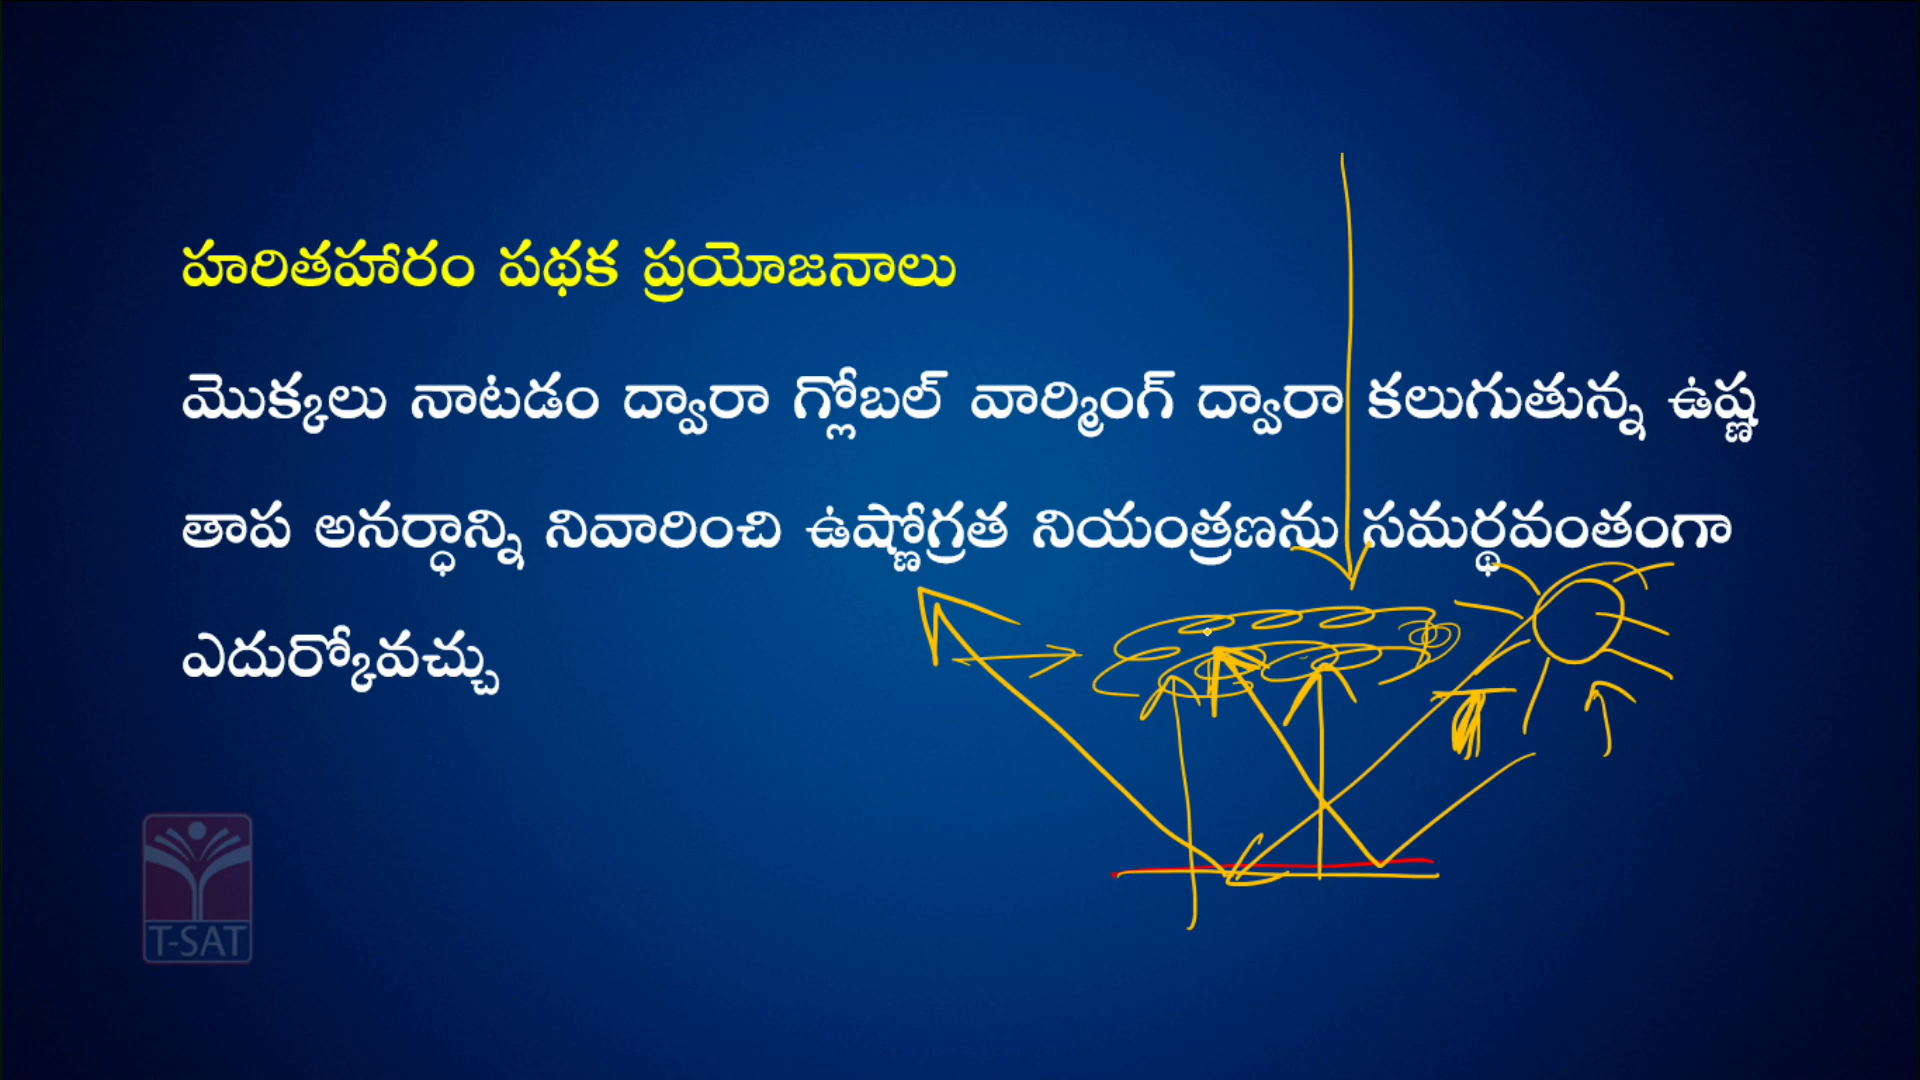 హరితహారం పథక ప్రయోజనాలు
మొక్కలు నాటడం ద్వారా గ్లోబల్ వార్మింగ్ ద్వారా కలుగుతున్న ఉష్ణ
తాప అనర్ధాన్ని నివారించి ఉష్ణోగ్రత నియంత్రణను సమర్థవంతంగా
ఎదుర్కోవచ్చు
T-SAT